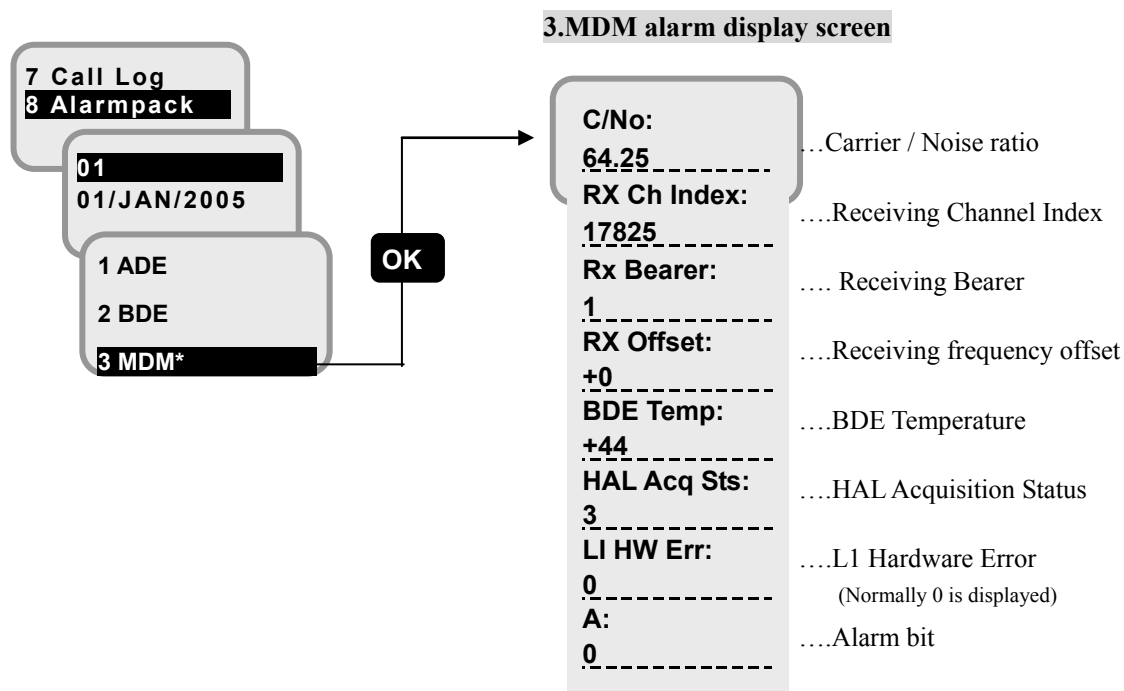 3.MDM alarm display screen
7 Call Log
8 Alarmpack
01
01/JAN/2005
1 ADE
2 BDE
3 MDM*
OK
C/No:
64.25
…Carrier / Noise ratio
RX Ch Index:
17825
….Receiving Channel Index
Rx Bearer:
1
…. Receiving Bearer
RX Offset:
+0
….Receiving frequency offset
BDE Temp:
+44
….BDE Temperature
HAL Acq Sts:
3
….HAL Acquisition Status
LI HW Err:
0
….L1 Hardware Error
(Normally 0 is displayed)
A:
0
….Alarm bit